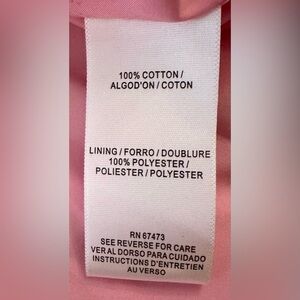 100% COTTON /
ALGOD'ON / COTON
LINING / FORRO / DOUBLURE
100% POLYESTER /
POLIESTER / POLYESTER
RN 67473
SEE REVERSE FOR CARE
VER AL DORSO PARA CUIDADO
INSTRUCTIONS D'ENTRETIEN
AU VERSO